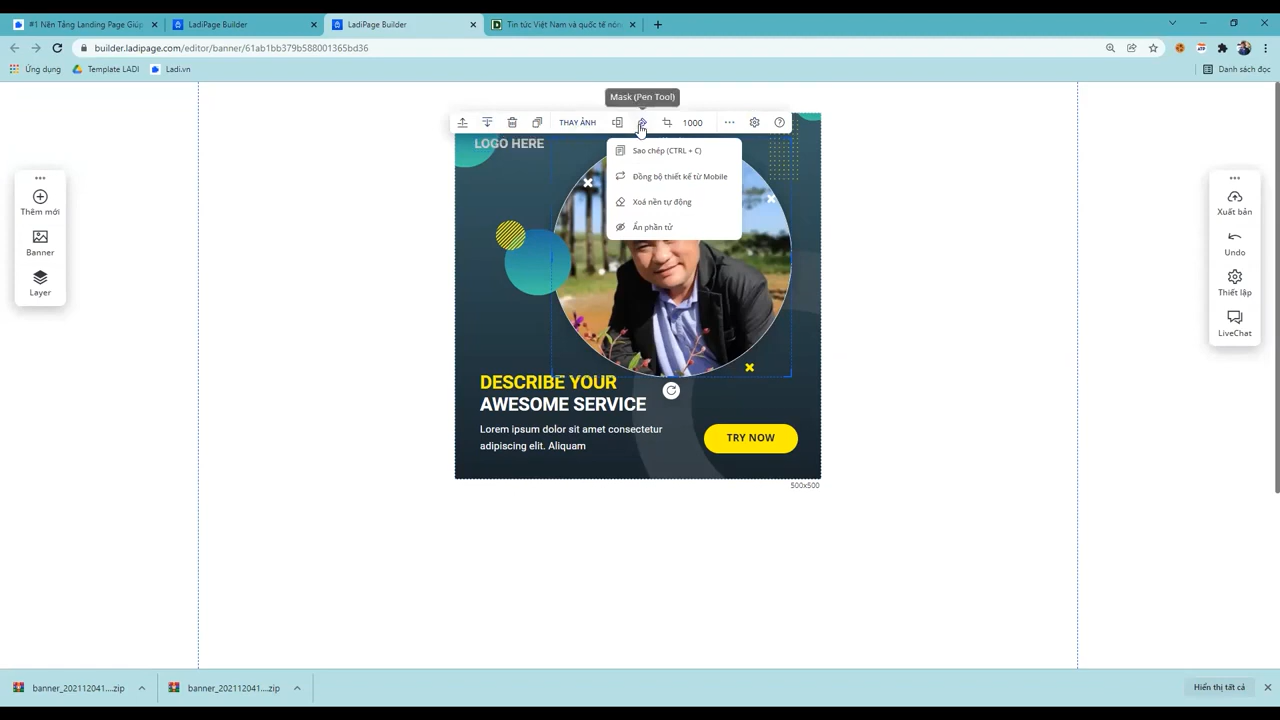 #1 Nền Tảng Landing Page Giúp
LadiPage Builder
LadiPage Builder
Tin tức Việt Nam và quốc tế nón
builder.ladipage.com/editor/banner/61ab1bb379b588001365bd36
Ứng dụng
Template LADI
Ladi.vn
Danh sách đọc
Mask (Pen Tool)
THAY ẢNH
1000
LOGO HERE
Sao chép (CTRL + C)
Đồng bộ thiết kế từ Mobile
Xoá nền tự động
Ẩn phần tử
Thêm mới
Banner
Layer
Xuất bản
Undo
Thiết lập
LiveChat
DESCRIBE YOUR
AWESOME SERVICE
Lorem ipsum dolor sit amet consectetur
adipiscing elit. Aliquam
TRY NOW
500x500
banner_202112041....zip
banner_202112041....zip
Hiển thị tất cả